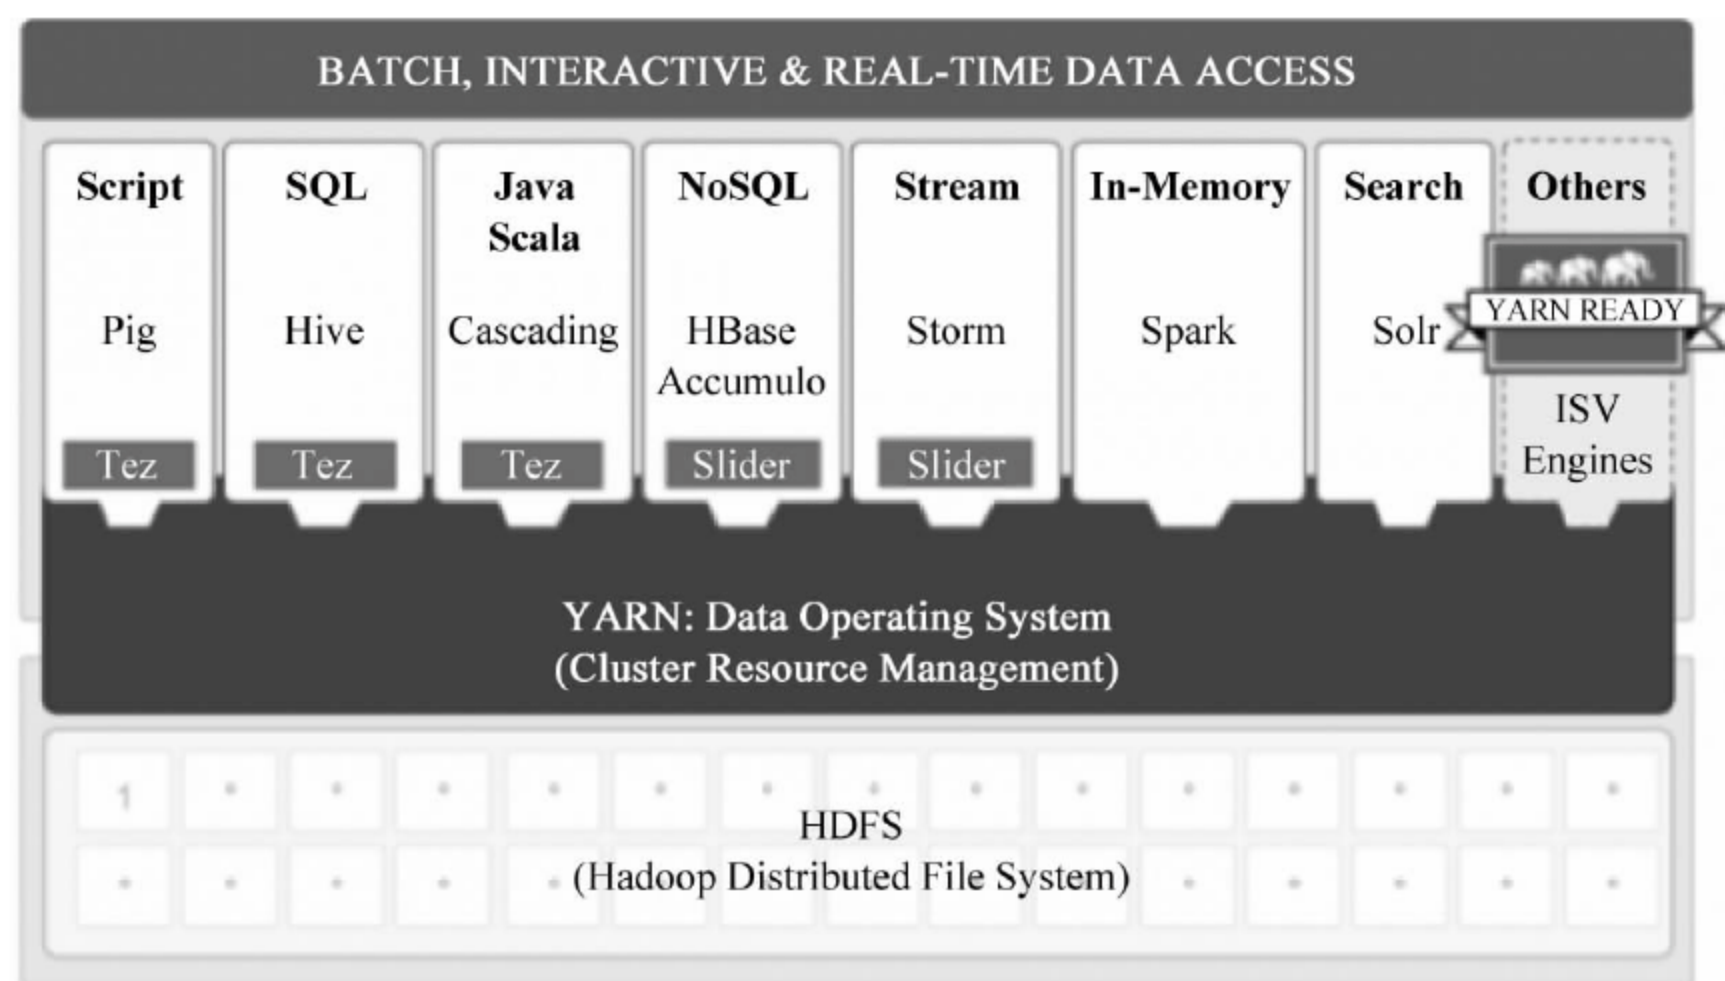 BATCH, INTERACTIVE & REAL-TIME DATA ACCESS
Script
Pig
Tez
SQL
Hive
Tez
Java
Scala
Cascading
Tez
NoSQL
HBase
Accumulo
Slider
Stream
Storm
Slider
In-Memory
Spark
Search
Solr
Others
YARN READY
ISV
Engines
YARN: Data Operating System
(Cluster Resource Management)
1
HDFS
(Hadoop Distributed File System)